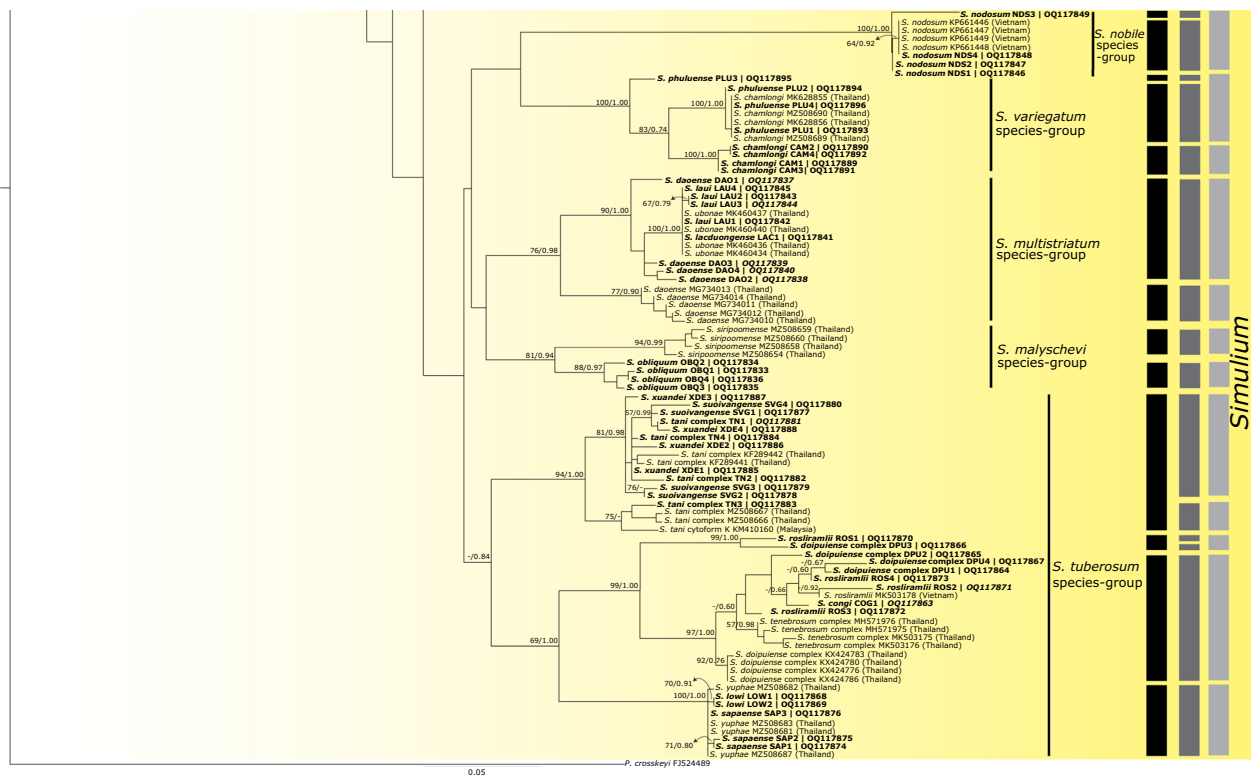 S. nodosum NDS3 | OQ117849
100/1.00
S. nodosum KP661446 (Vietnam)
S. nodosum KP661447 (Vietnam)
S. nodosum KP661449 (Vietnam)
64/0.92
S. nodosum KP661448 (Vietnam)
S. nodosum NDS4 | OQ117848
S. nodosum NDS2 | OQ117847
S. nodosum NDS1 | OQ117846
S. nobile
species
-group
S. phuluense PLU3 | OQ117895
S. phuluense PLU2 | OQ117894
S. chamlongi MK628855 (Thailand)
100/1.00
100/1.00
S. phuluense PLU4| OQ117896
S. chamlongi MZ508690 (Thailand)
S. chamlongi MK628856 (Thailand)
83/0.74
S. phuluense PLU1 | OQ117893
S. chamlongi MZ508689 (Thailand)
S. chamlongi CAM2 | OQ117890
100/1.00
S. chamlongi CAM4| OQ117892
S. chamlongi CAM1 | OQ117889
S. chamlongi CAM3| OQ117891
S. variegatum
species-group
S. daoense DAO1 | OQ117837
S. laui LAU4 | OQ117845
S. laui LAU2 | OQ117843
67/0.79
S. laui LAU3 | OQ117844
90/1.00
S. ubonae MK460437 (Thailand)
S. laui LAU1 | OQ117842
100/1.00
S. ubonae MK460440 (Thailand)
S. lacduongense LAC1 | OQ117841
S. ubonae MK460436 (Thailand)
76/0.98
S. ubonae MK460434 (Thailand)
S. daoense DAO3 | OQ117839
S. daoense DAO4 | OQ117840
S. daoense DAO2 | OQ117838
77/0.90
S. daoense MG734013 (Thailand)
S. daoense MG734014 (Thailand)
S. daoense MG734011 (Thailand)
S. daoense MG734012 (Thailand)
S. daoense MG734010 (Thailand)
S. multistriatum
species-group
S. siripoomense MZ508659 (Thailand)
S. siripoomense MZ508660 (Thailand)
94/0.99
S. siripoomense MZ508658 (Thailand)
S. siripoomense MZ508654 (Thailand)
81/0.94
S. obliquum OBQ2 | OQ117834
88/0.97
S. obliquum OBQ1 | OQ117833
S. obliquum OBQ4 | OQ117836
S. obliquum OBQ3 | OQ117835
S. malyschevi
species-group
Simulium
S. xuandei XDE3 | OQ117887
S. suoivangense SVG4 | OQ117880
57/0.99
S. suoivangense SVG1 | OQ117877
S. tani complex TN1 | OQ117881
S. xuandei XDE4 | OQ117888
81/0.98
S. tani complex TN4 | OQ117884
S. xuandei XDE2 | OQ117886
S. tani complex KF289442 (Thailand)
S. tani complex KF289441 (Thailand)
S. xuandei XDE1 | OQ117885
94/1.00
S. tani complex TN2 | OQ117882
76/-
S. suoivangense SVG3 | OQ117879
S. suoivangense SVG2 | OQ117878
S. tani complex TN3 | OQ117883
S. tani complex MZ508667 (Thailand)
75/-
S. tani complex MZ508666 (Thailand)
S. tani cytoform K KM410160 (Malaysia)
99/1.00
S. rosliramlii ROS1 | OQ117870
S. doipuiense complex DPU3 | OQ117866
-/0.84
S. doipuiense complex DPU2 | OQ117865
-/0.67
S. doipuiense complex DPU4 | OQ117867
-/0.60
S. doipuiense complex DPU1 | OQ117864
S. rosliramlii ROS4 | OQ117873
99/1.00
-/0.66
-/0.92
S. rosliramlii ROS2 | OQ117871
S. rosliramlii MK503178 (Vietnam)
S. congi COG1 | OQ117863
-/0.60
S. rosliramlii ROS3 | OQ117872
57/0.98
S. tenebrosum complex MH571976 (Thailand)
S. tenebrosum complex MH571975 (Thailand)
97/1.00
S. tenebrosum complex MK503175 (Thailand)
S. tenebrosum complex MK503176 (Thailand)
69/1.00
S. doipuiense complex KX424783 (Thailand)
92/0.76
S. doipuiense complex KX424780 (Thailand)
S. doipuiense complex KX424776 (Thailand)
S. doipuiense complex KX424786 (Thailand)
70/0.91
S. yuphae MZ508682 (Thailand)
100/1.00
S. lowi LOW1 | OQ117868
S. lowi LOW2 | OQ117869
S. sapaense SAP3 | OQ117876
S. yuphae MZ508683 (Thailand)
S. yuphae MZ508681 (Thailand)
71/0.80
S. sapaense SAP2 | OQ117875
S. sapaense SAP1 | OQ117874
S. yuphae MZ508687 (Thailand)
S. tuberosum
species-group
P. crosskeyi FJ524489
0.05